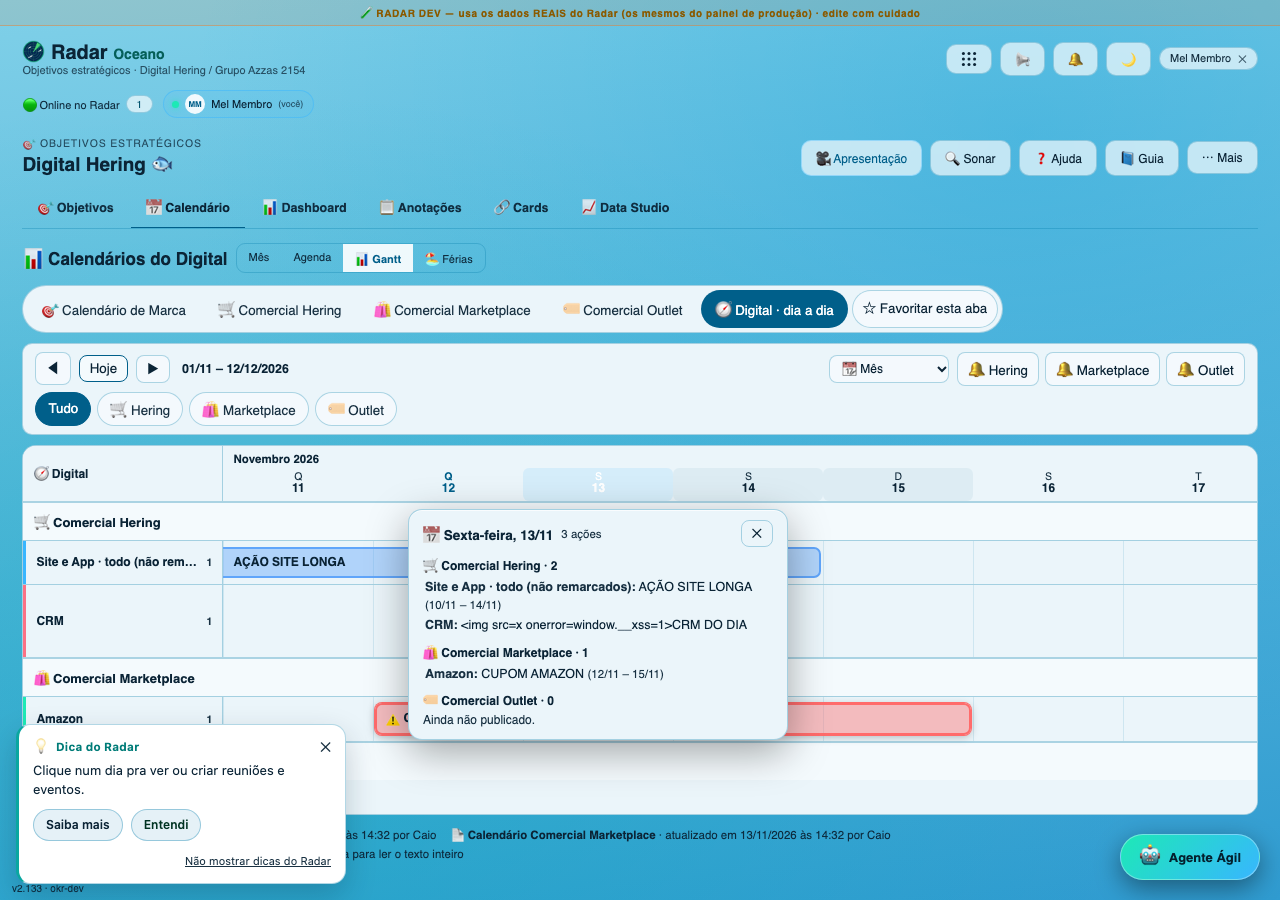 RADAR DEV — usa os dados REAIS do Radar (os mesmos do painel de produção) · edite com cuidado
Radar Oceano
Objetivos estratégicos · Digital Hering / Grupo Azzas 2154
Mel Membro ×
Online no Radar 1 MM Mel Membro (você)
OBJETIVOS ESTRATÉGICOS
Digital Hering
Apresentação Sonar Ajuda Guia ··· Mais
Objetivos Calendário Dashboard Anotações Cards Data Studio
Calendários do Digital Mês Agenda Gantt Férias
Calendário de Marca Comercial Hering Comercial Marketplace Comercial Outlet Digital · dia a dia ☆ Favoritar esta aba
◀ Hoje ▶ 01/11 – 12/12/2026 Mês Hering Marketplace Outlet
Tudo Hering Marketplace Outlet
Digital
Novembro 2026
Q Q S S D S T
11 12 13 14 15 16 17
Comercial Hering
Site e App · todo (não rem... 1 AÇÃO SITE LONGA
CRM 1
Comercial Marketplace
Amazon 1
Sexta-feira, 13/11 3 ações ×
Comercial Hering · 2
Site e App · todo (não remarcados): AÇÃO SITE LONGA
(10/11 – 14/11)
CRM: <img src=x onerror=window.__xss=1>CRM DO DIA
Comercial Marketplace · 1
Amazon: CUPOM AMAZON (12/11 – 15/11)
Comercial Outlet · 0
Ainda não publicado.
Dica do Radar ×
Clique num dia pra ver ou criar reuniões e
eventos.
Saiba mais Entendi
Não mostrar dicas do Radar
às 14:32 por Caio Calendário Comercial Marketplace · atualizado em 13/11/2026 às 14:32 por Caio
para ler o texto inteiro
Agente Ágil
v2.133 · okr-dev